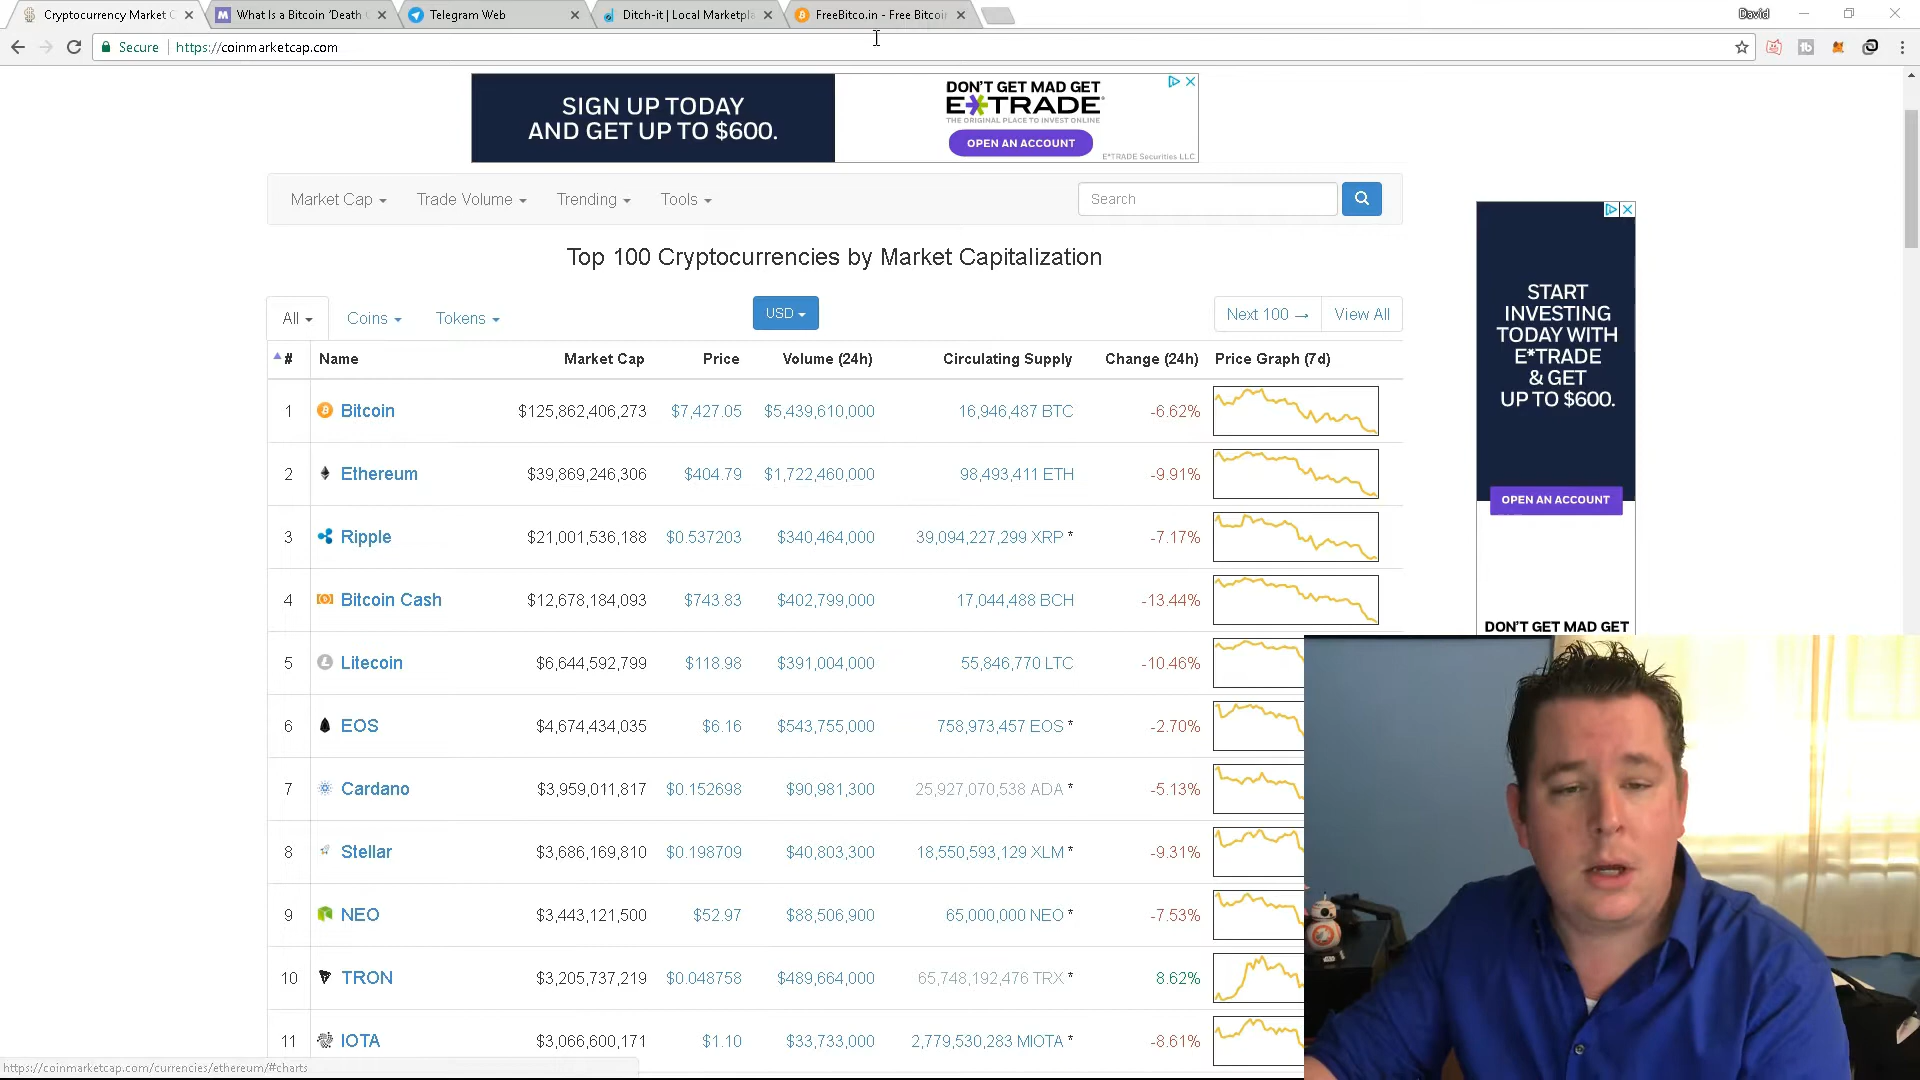 Cryptocurrency Market C
What Is a Bitcoin ‘Death
Telegram Web
Ditch-it | Local Marketpla
FreeBitco.in - Free Bitcoin
David
Secure https://coinmarketcap.com
SIGN UP TODAY
AND GET UP TO $600.
DON'T GET MAD GET
E*TRADE
THE ORIGINAL PLACE TO INVEST ONLINE
OPEN AN ACCOUNT
E*TRADE Securities LLC
Market Cap Trade Volume Trending Tools Search
Top 100 Cryptocurrencies by Market Capitalization
All Coins Tokens USD Next 100 → View All
# Name Market Cap Price Volume (24h) Circulating Supply Change (24h) Price Graph (7d)
1 Bitcoin $125,862,406,273 $7,427.05 $5,439,610,000 16,946,487 BTC -6.62%
2 Ethereum $39,869,246,306 $404.79 $1,722,460,000 98,493,411 ETH -9.91%
3 Ripple $21,001,536,188 $0.537203 $340,464,000 39,094,227,299 XRP * -7.17%
4 Bitcoin Cash $12,678,184,093 $743.83 $402,799,000 17,044,488 BCH -13.44%
5 Litecoin $6,644,592,799 $118.98 $391,004,000 55,846,770 LTC -10.46%
6 EOS $4,674,434,035 $6.16 $543,755,000 758,973,457 EOS * -2.70%
7 Cardano $3,959,011,817 $0.152698 $90,981,300 25,927,070,538 ADA * -5.13%
8 Stellar $3,686,169,810 $0.198709 $40,803,300 18,550,593,129 XLM * -9.31%
9 NEO $3,443,121,500 $52.97 $88,506,900 65,000,000 NEO * -7.53%
10 TRON $3,205,737,219 $0.048758 $489,664,000 65,748,192,476 TRX * 8.62%
11 IOTA $3,066,600,171 $1.10 $33,733,000 2,779,530,283 MIOTA * -8.61%
START
INVESTING
TODAY WITH
E*TRADE
& GET
UP TO $600.
OPEN AN ACCOUNT
DON'T GET MAD GET
https://coinmarketcap.com/currencies/ethereum/#charts